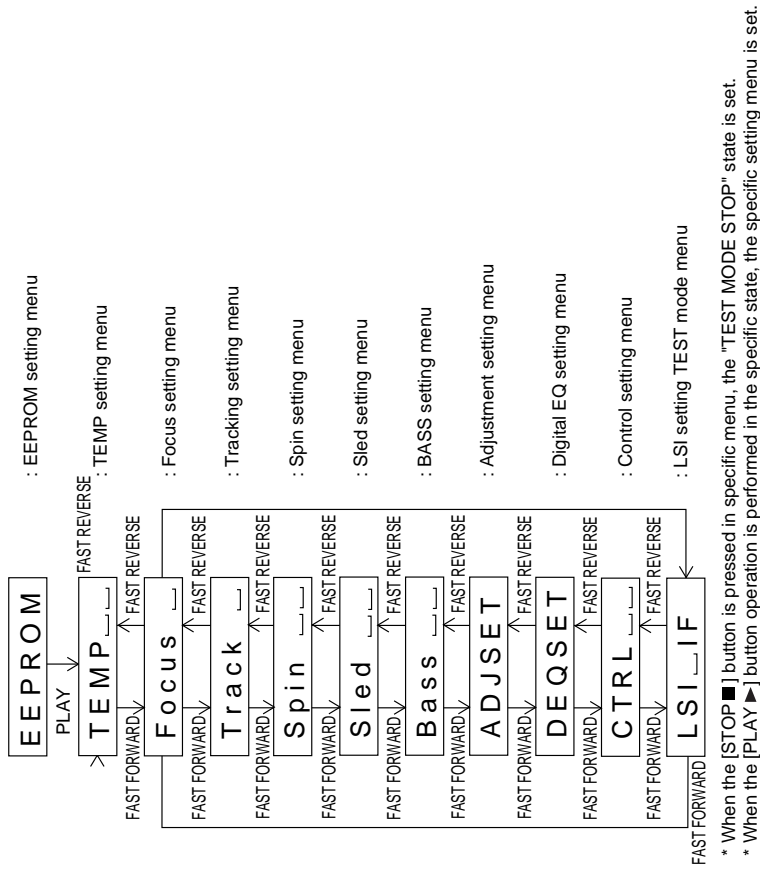 EEPROM : EEPROM setting menu
PLAY
FAST REVERSE
TEMP␣␣ : TEMP setting menu
FAST FORWARD FAST REVERSE
Focus␣ : Focus setting menu
FAST FORWARD FAST REVERSE
Track␣ : Tracking setting menu
FAST FORWARD FAST REVERSE
Spin␣␣ : Spin setting menu
FAST FORWARD FAST REVERSE
Sled␣␣ : Sled setting menu
FAST FORWARD FAST REVERSE
Bass␣␣ : BASS setting menu
FAST FORWARD FAST REVERSE
ADJSET : Adjustment setting menu
FAST FORWARD FAST REVERSE
DEQSET : Digital EQ setting menu
FAST FORWARD FAST REVERSE
CTRL␣␣ : Control setting menu
FAST FORWARD FAST REVERSE
LSI␣IF : LSI setting TEST mode menu
FAST FORWARD
* When the [STOP ■] button is pressed in specific menu, the "TEST MODE STOP" state is set.
* When the [PLAY ►] button operation is performed in the specific state, the specific setting menu is set.